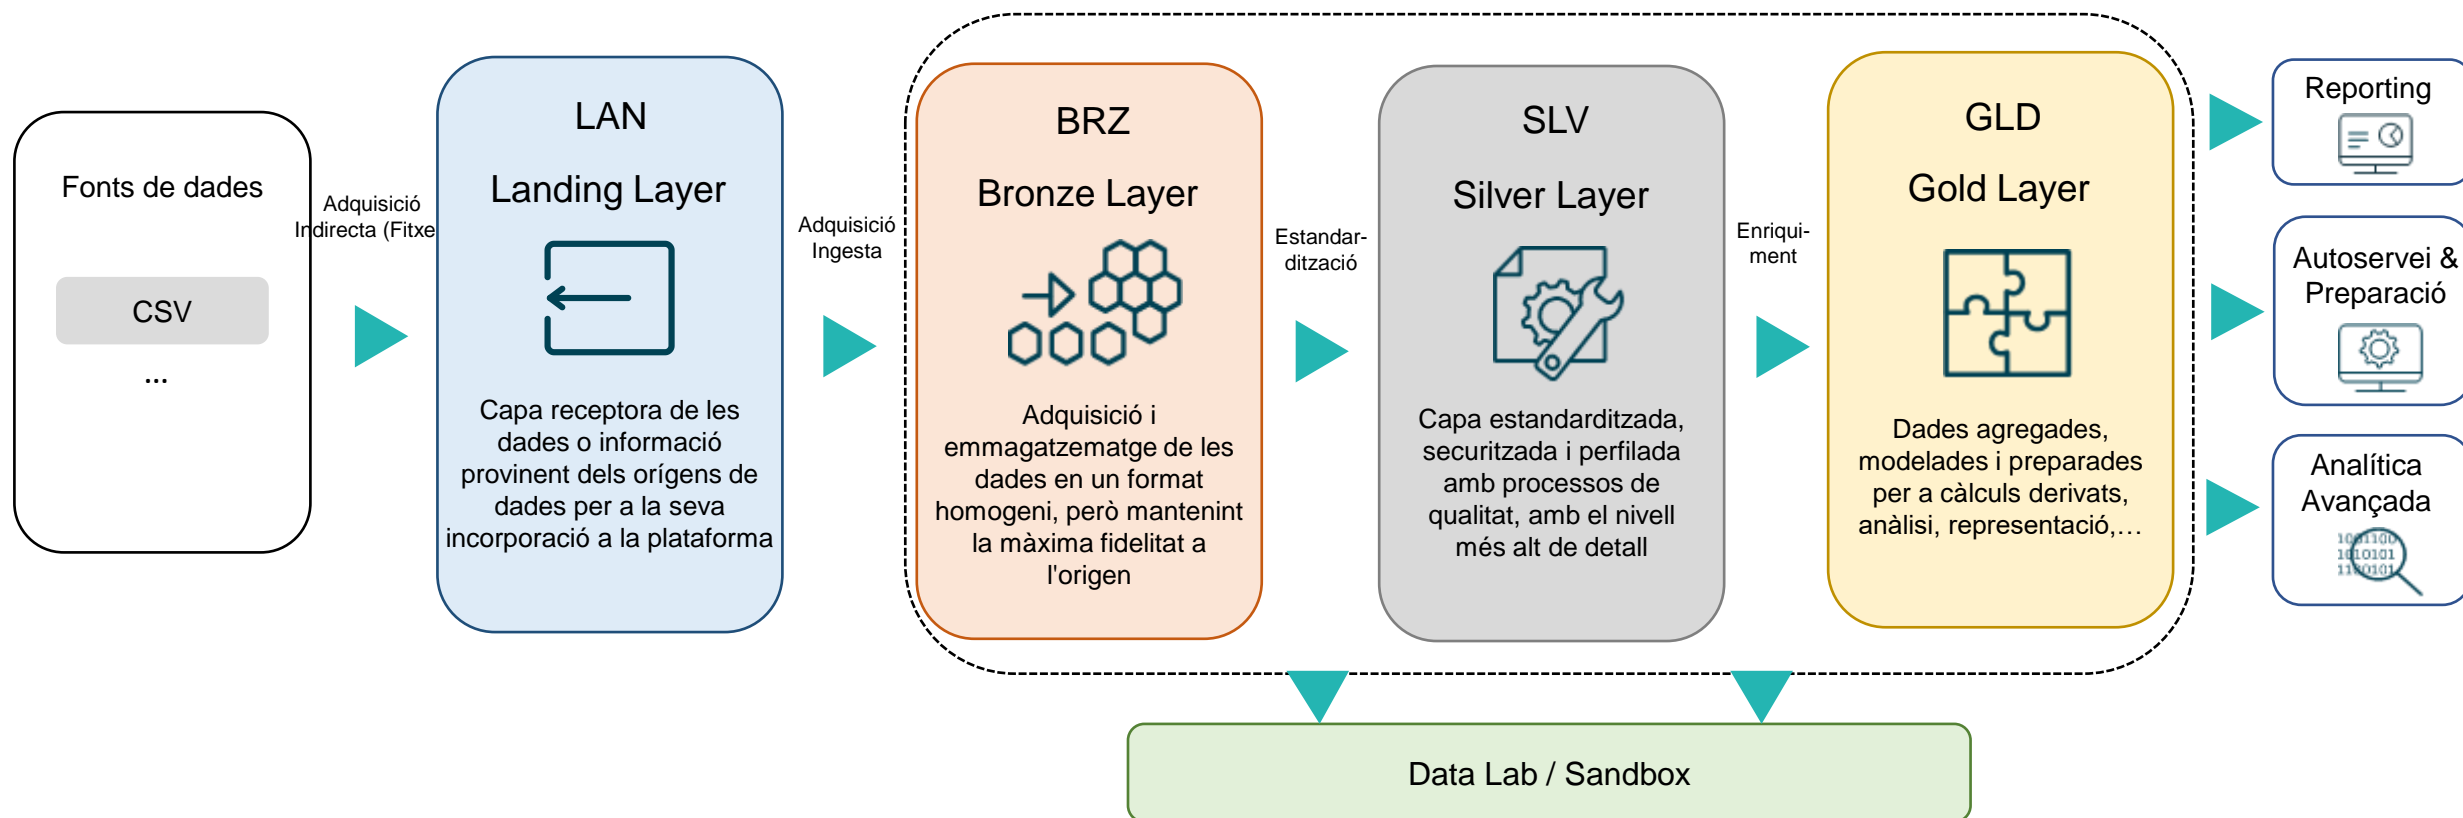 Fonts de dades
CSV
...
Adquisició
Indirecta (Fitxe
LAN
Landing Layer
Capa receptora de les
dades o informació
provinent dels orígens de
dades per a la seva
incorporació a la plataforma
Adquisició
Ingesta
BRZ
Bronze Layer
Adquisició i
emmagatzematge de les
dades en un format
homogeni, però mantenint
la màxima fidelitat a
l'origen
Estandar-
dització
SLV
Silver Layer
Capa estandarditzada,
securitzada i perfilada
amb processos de
qualitat, amb el nivell
més alt de detall
Enriqui-
ment
GLD
Gold Layer
Dades agregades,
modelades i preparades
per a càlculs derivats,
anàlisi, representació,…
Reporting
Autoservei &
Preparació
Analítica
Avançada
1001100
1010101
1100101
Data Lab / Sandbox